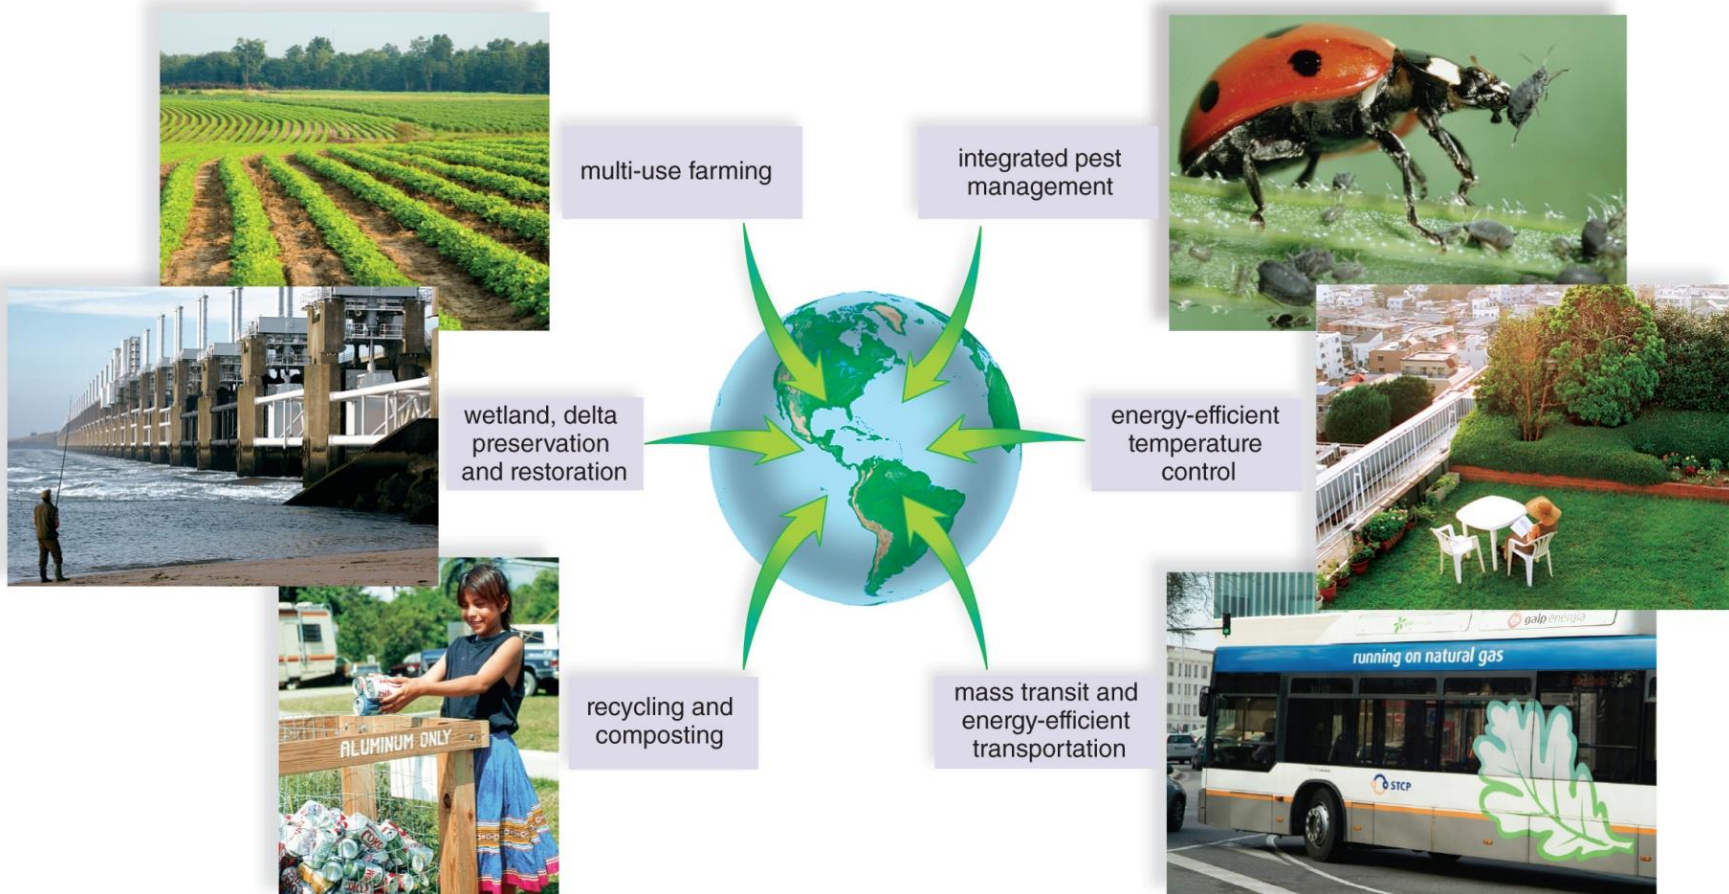 multi-use farming
integrated pest
management
wetland, delta
preservation
and restoration
energy-efficient
temperature
control
galp energia
running on natural gas
STCP
recycling and
composting
ALUMINUM ONLY
mass transit and
energy-efficient
transportation